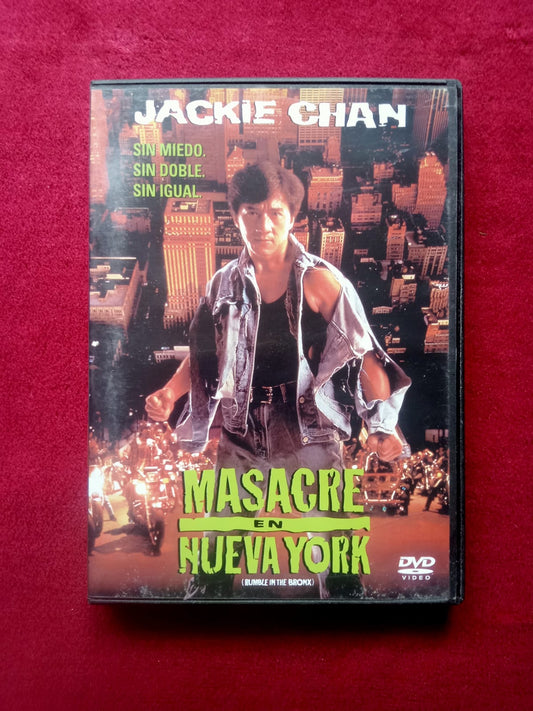 JACKIE CHAN
SIN MIEDO.
SIN DOBLE.
SIN IGUAL.
MASACRE
EN
NUEVA YORK
(RUMBLE IN THE BRONX)
DVD
VIDEO